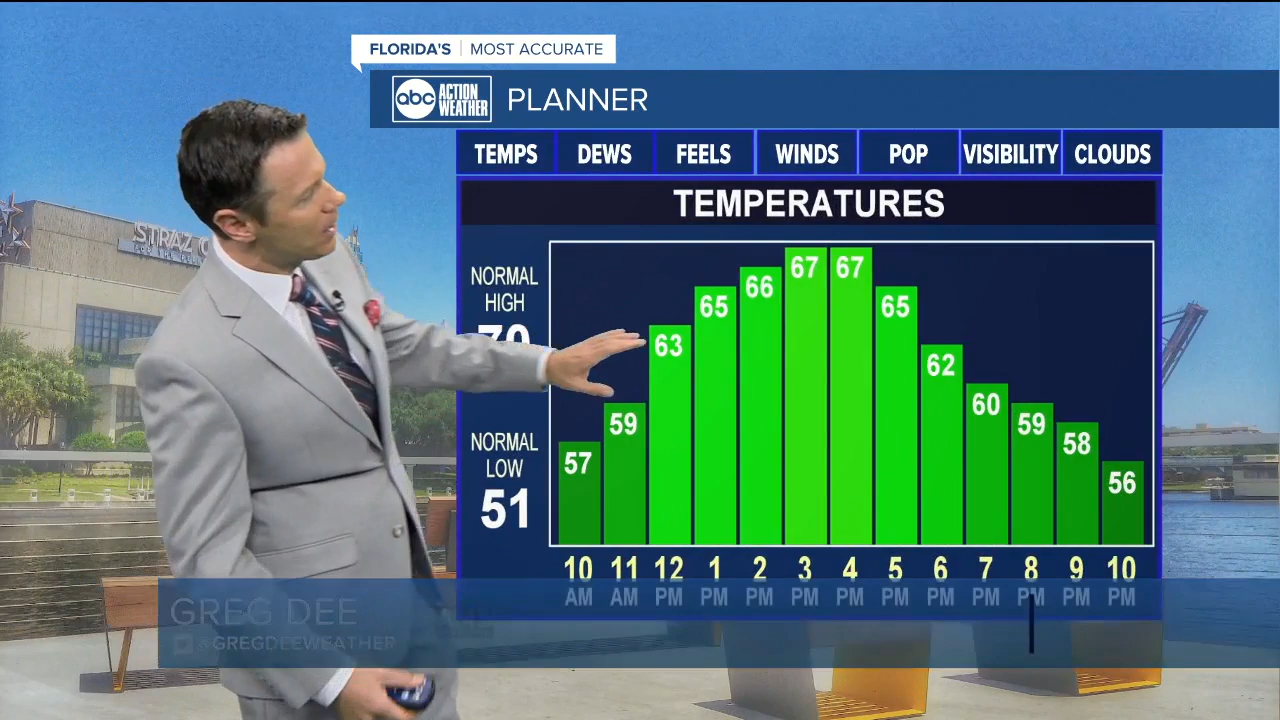 FLORIDA'S | MOST ACCURATE
abc ACTION WEATHER PLANNER
TEMPS DEWS FEELS WINDS POP VISIBILITY CLOUDS
TEMPERATURES
STRAZ
NORMAL
HIGH
70
NORMAL
LOW
51
57 59 63 65 66 67 67 65 62 60 59 58 56
10 11 12 1 2 3 4 5 6 7 8 9 10
AM AM PM PM PM PM PM PM PM PM PM PM PM
GREG DEE
@GREGDEEWEATHER